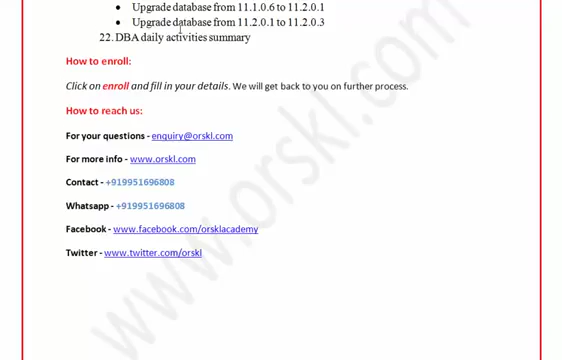 Upgrade database from 11.1.0.6 to 11.2.0.1
Upgrade database from 11.2.0.1 to 11.2.0.3
22. DBA daily activities summary
How to enroll:
Click on enroll and fill in your details. We will get back to you on further process.
How to reach us:
For your questions - enquiry@orskl.com
For more info - www.orskl.com
Contact - +919951696808
Whatsapp - +919951696808
Facebook - www.facebook.com/orsklacademy
Twitter - www.twitter.com/orskl
www.orskl.com